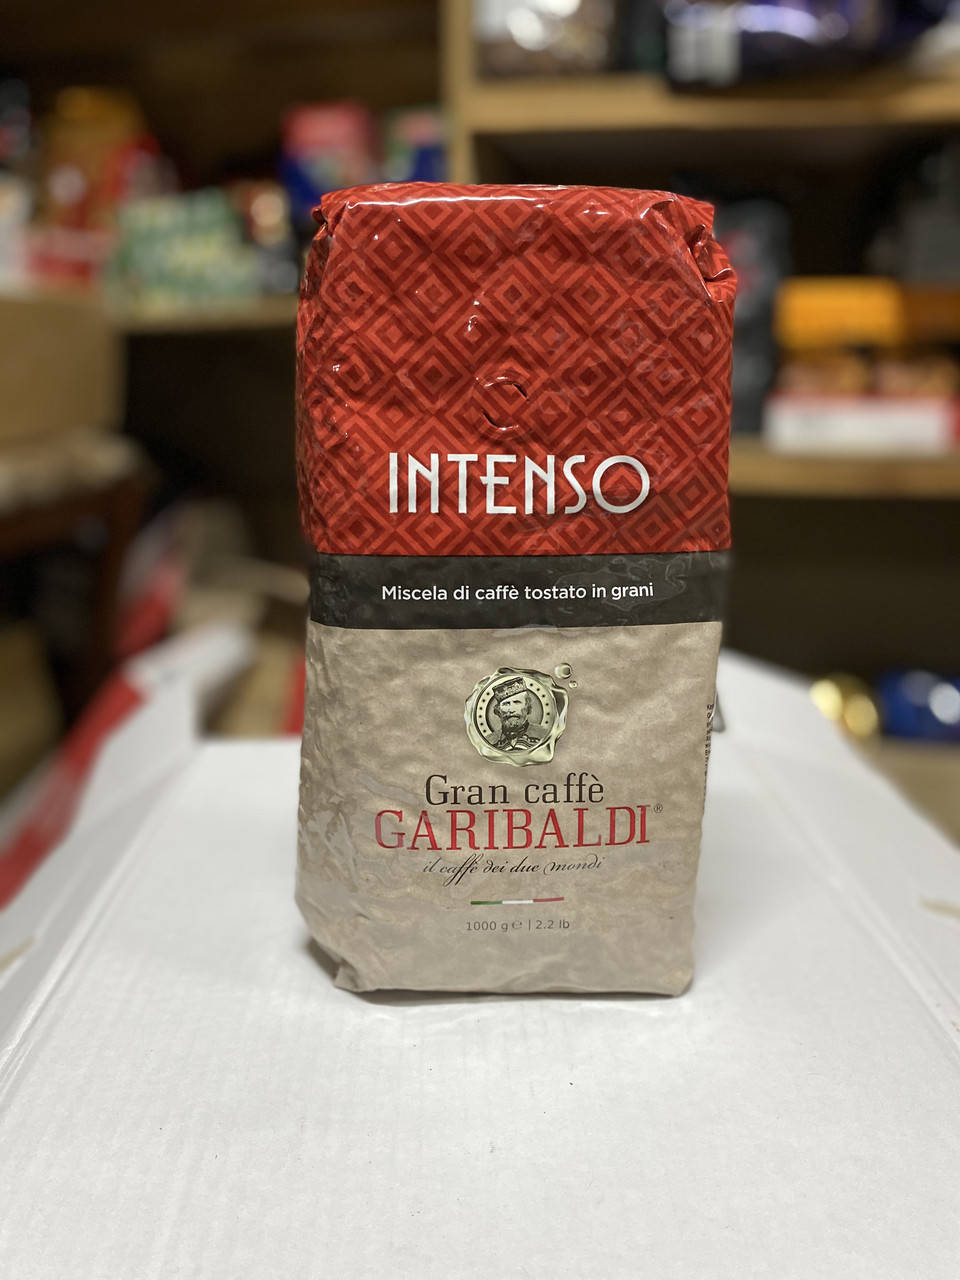 INTENSO
Miscela di caffè tostato in grani
Gran caffè
GARIBALDI®
il caffè dei due mondi
1000 g ℮ | 2.2 lb